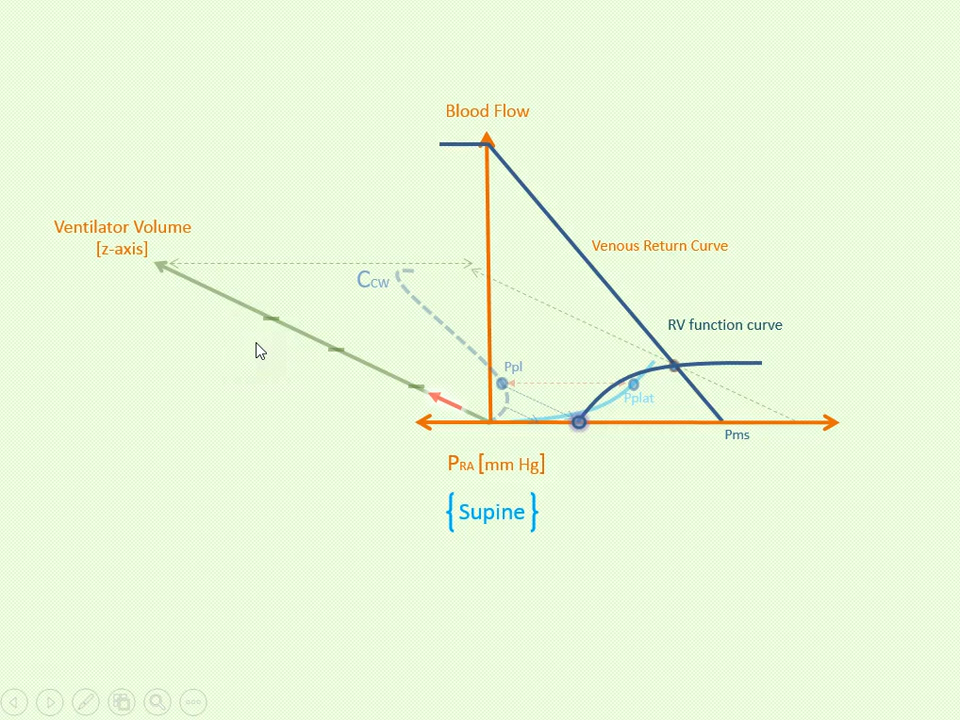 Blood Flow
Ventilator Volume
[z-axis]
Venous Return Curve
CCW
RV function curve
Ppl
Pplat
Pms
PRA [mm Hg]
{Supine}